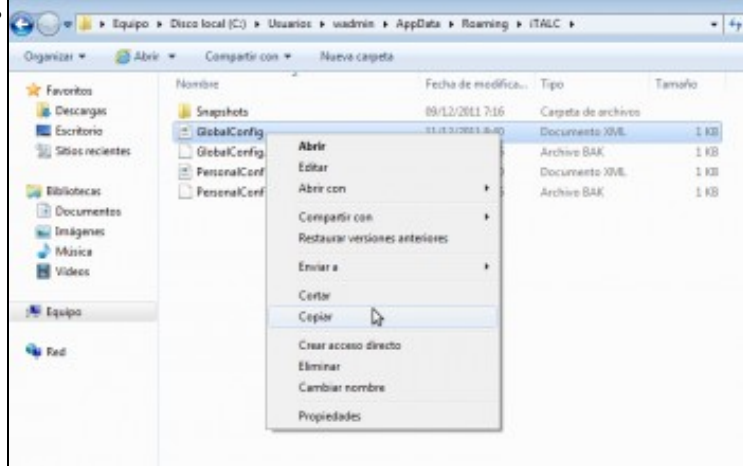 Equipo Disco local (C:) Usuarios wadmin AppData Roaming iTALC
Organizar Abrir Compartir con Nueva carpeta
Favoritos
Descargas
Escritorio
Sitios recientes
Bibliotecas
Documentos
Imágenes
Música
Vídeos
Equipo
Red
Nombre Fecha de modifica... Tipo Tamaño
Snapshots 09/12/2011 7:16 Carpeta de archivos
GlobalConfig 11/12/2011 Documento XML 1 KB
GlobalConfig. Archivo BAK 1 KB
PersonalConf Documento XML 1 KB
PersonalConf Archivo BAK 1 KB
Abrir
Editar
Abrir con
Compartir con
Restaurar versiones anteriores
Enviar a
Cortar
Copiar
Crear acceso directo
Eliminar
Cambiar nombre
Propiedades